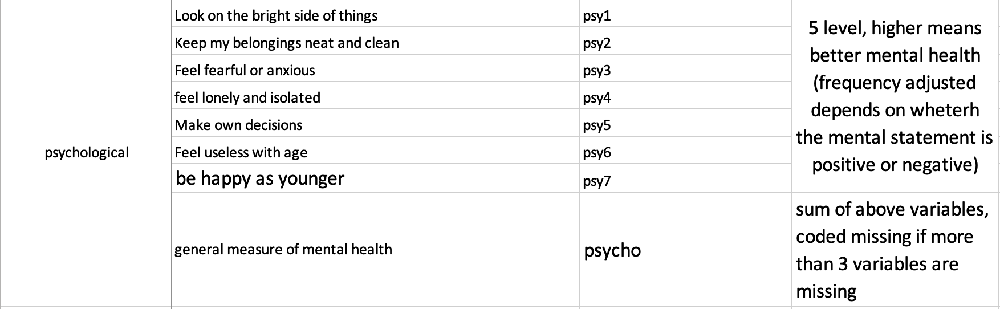 psychological
Look on the bright side of things
psy1
Keep my belongings neat and clean
psy2
Feel fearful or anxious
psy3
feel lonely and isolated
psy4
Make own decisions
psy5
Feel useless with age
psy6
be happy as younger
psy7
5 level, higher means
better mental health
(frequency adjusted
depends on wheterh
the mental statement is
positive or negative)
general measure of mental health
psycho
sum of above variables,
coded missing if more
than 3 variables are
missing